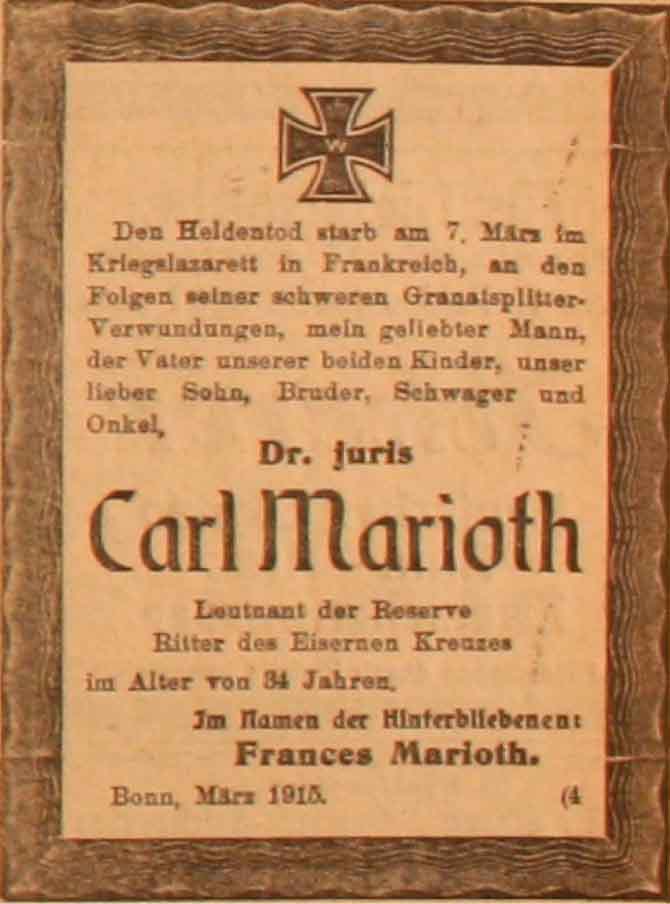 W
Den Heldentod starb am 7. März im
Kriegslazarett in Frankreich, an den
Folgen seiner schweren Granatsplitter-
Verwundungen, mein geliebter Mann,
der Vater unserer beiden Kinder, unser
lieber Sohn, Bruder, Schwager und
Onkel,
Dr. juris
Carl Marioth
Leutnant der Reserve
Ritter des Eisernen Kreuzes
im Alter von 34 Jahren.
Im Namen der Hinterbliebenen:
Frances Marioth.
Bonn, März 1915. (4